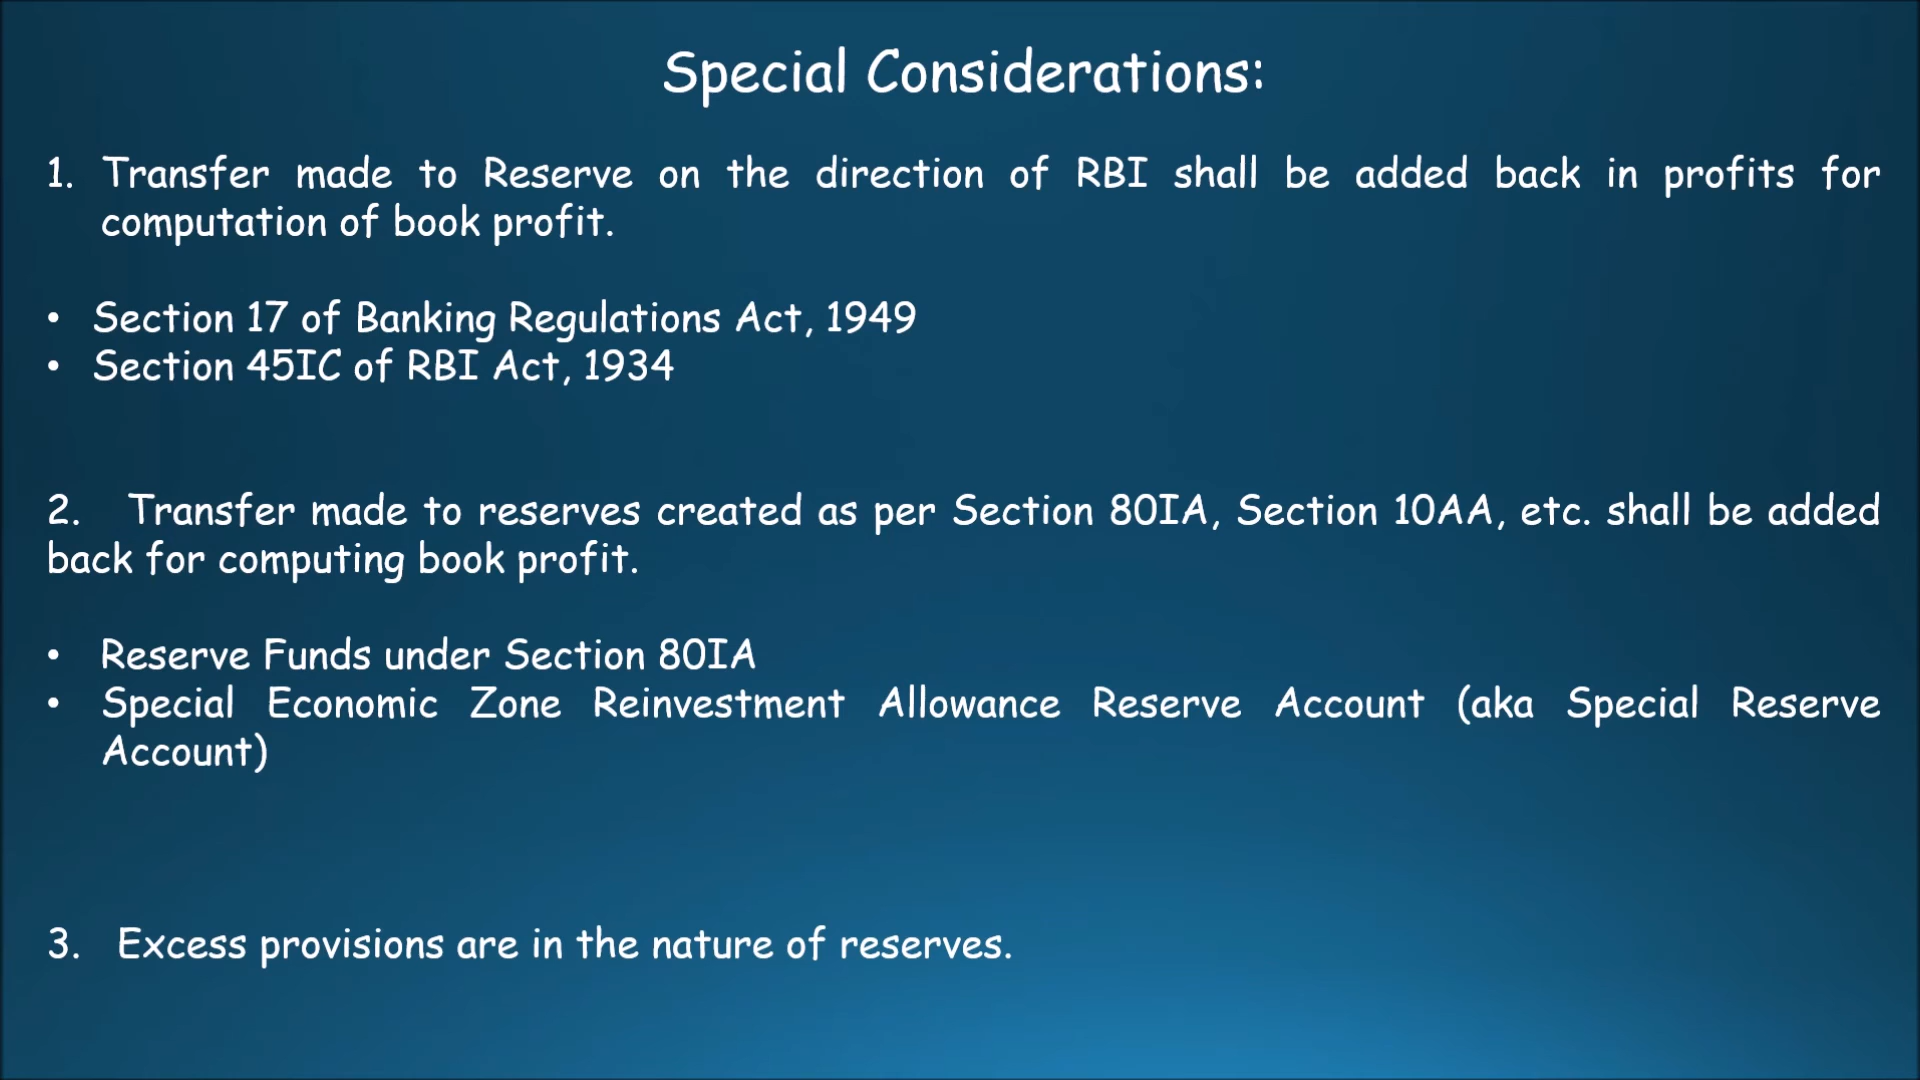 Special Considerations:
1. Transfer made to Reserve on the direction of RBI shall be added back in profits for
computation of book profit.
• Section 17 of Banking Regulations Act, 1949
• Section 45IC of RBI Act, 1934
2. Transfer made to reserves created as per Section 80IA, Section 10AA, etc. shall be added
back for computing book profit.
• Reserve Funds under Section 80IA
• Special Economic Zone Reinvestment Allowance Reserve Account (aka Special Reserve
Account)
3. Excess provisions are in the nature of reserves.